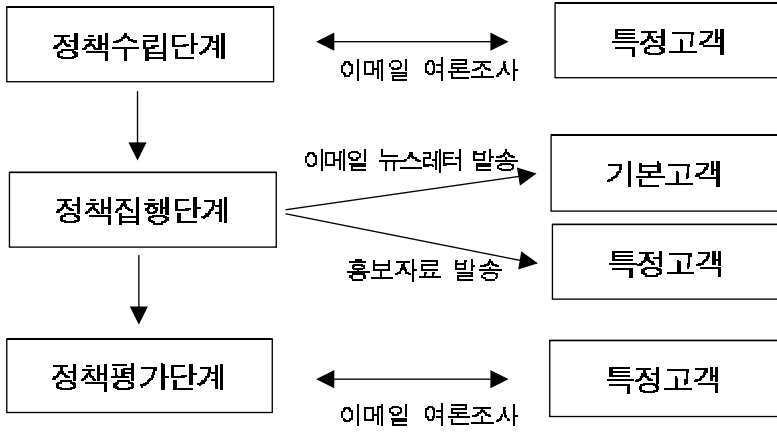 정책수립단계
특정고객
이메일 여론조사
이메일 뉴스레터 발송
기본고객
정책집행단계
특정고객
홍보자료 발송
정책평가단계
특정고객
이메일 여론조사